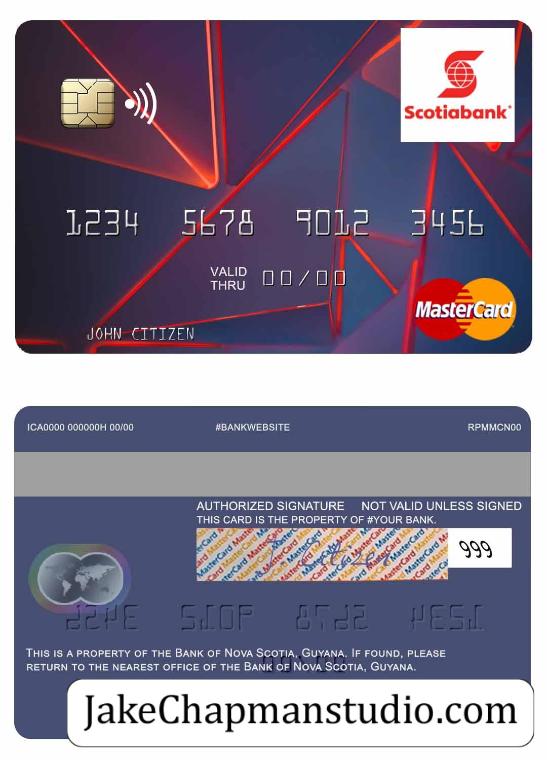 Scotiabank®
1234 5678 9012 3456
VALID THRU 00/00
MasterCard
JOHN CITIZEN
ICA0000 000000H 00/00 #BANKWEBSITE RPMMCN00
AUTHORIZED SIGNATURE NOT VALID UNLESS SIGNED
THIS CARD IS THE PROPERTY OF #YOUR BANK.
999
THIS IS A PROPERTY OF THE BANK OF NOVA SCOTIA, GUYANA. IF FOUND, PLEASE
RETURN TO THE NEAREST OFFICE OF THE BANK OF NOVA SCOTIA, GUYANA.
JakeChapmanstudio.com